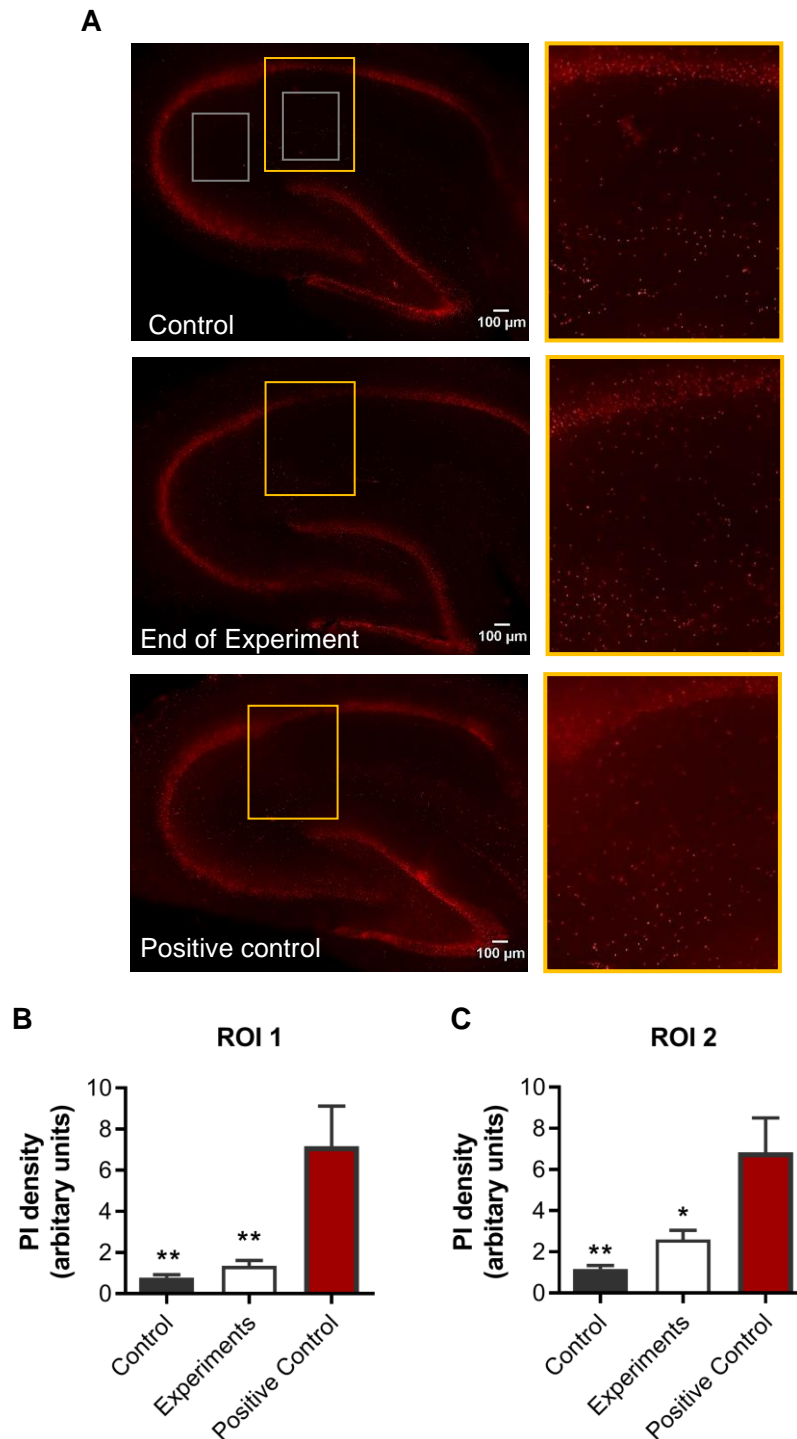 A
Control
100 µm
End of Experiment
100 µm
Positive control
100 µm
B
ROI 1
PI density
(arbitary units)
10
8
6
4
2
0
**
**
Control
Experiments
Positive Control
C
ROI 2
PI density
(arbitary units)
10
8
6
4
2
0
**
*
Control
Experiments
Positive Control